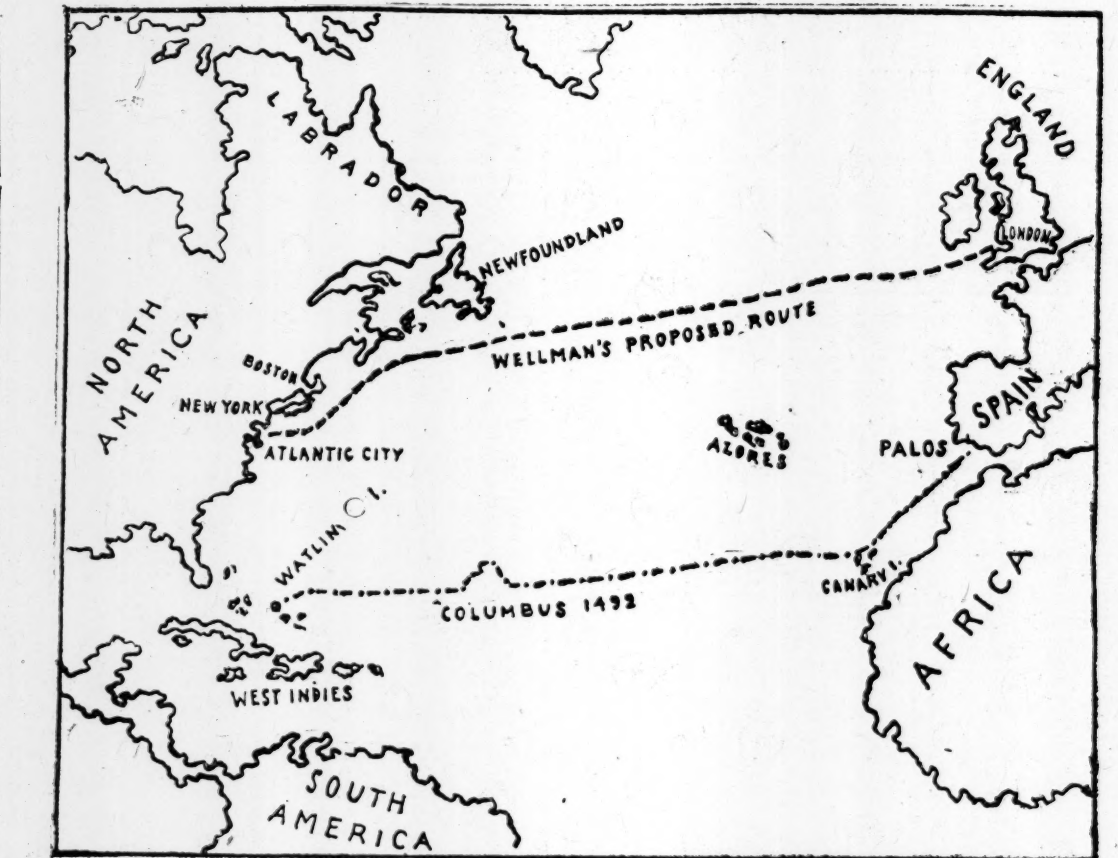 ENGLAND
LABRADOR
LONDON
NEWFOUNDLAND
NORTH
AMERICA
WELLMAN'S PROPOSED ROUTE
BOSTON
NEW YORK
SPAIN
ATLANTIC CITY
AZORES
PALOS
WATLIN I.
CANARY I.
AFRICA
COLUMBUS 1492
WEST INDIES
SOUTH
AMERICA